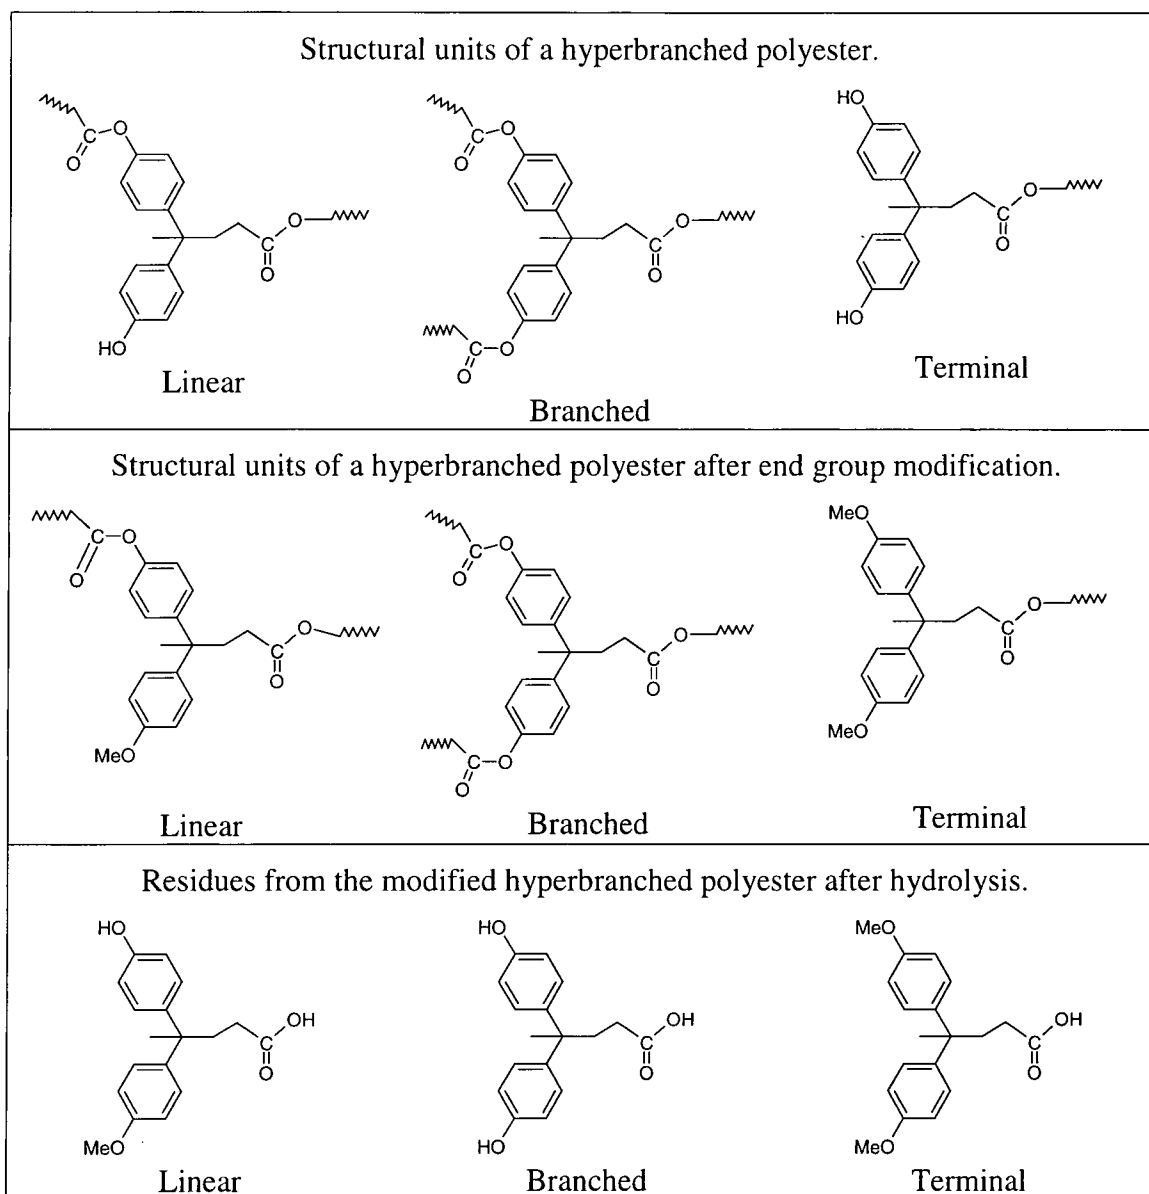 Structural units of a hyperbranched polyester.
HO
O
O
C
O
C
O
O
C
O
C
O
O
O
C
O
O
C
O
C
O
HO
O
C
O
HO
Linear
Terminal
Branched
Structural units of a hyperbranched polyester after end group modification.
MeO
C
O
O
O
C
O
O
C
O
O
C
O
O
C
O
MeO
O
C
O
MeO
Linear
Terminal
Branched
Residues from the modified hyperbranched polyester after hydrolysis.
HO
HO
MeO
OH
C
O
OH
C
O
OH
C
O
MeO
HO
MeO
Linear
Branched
Terminal